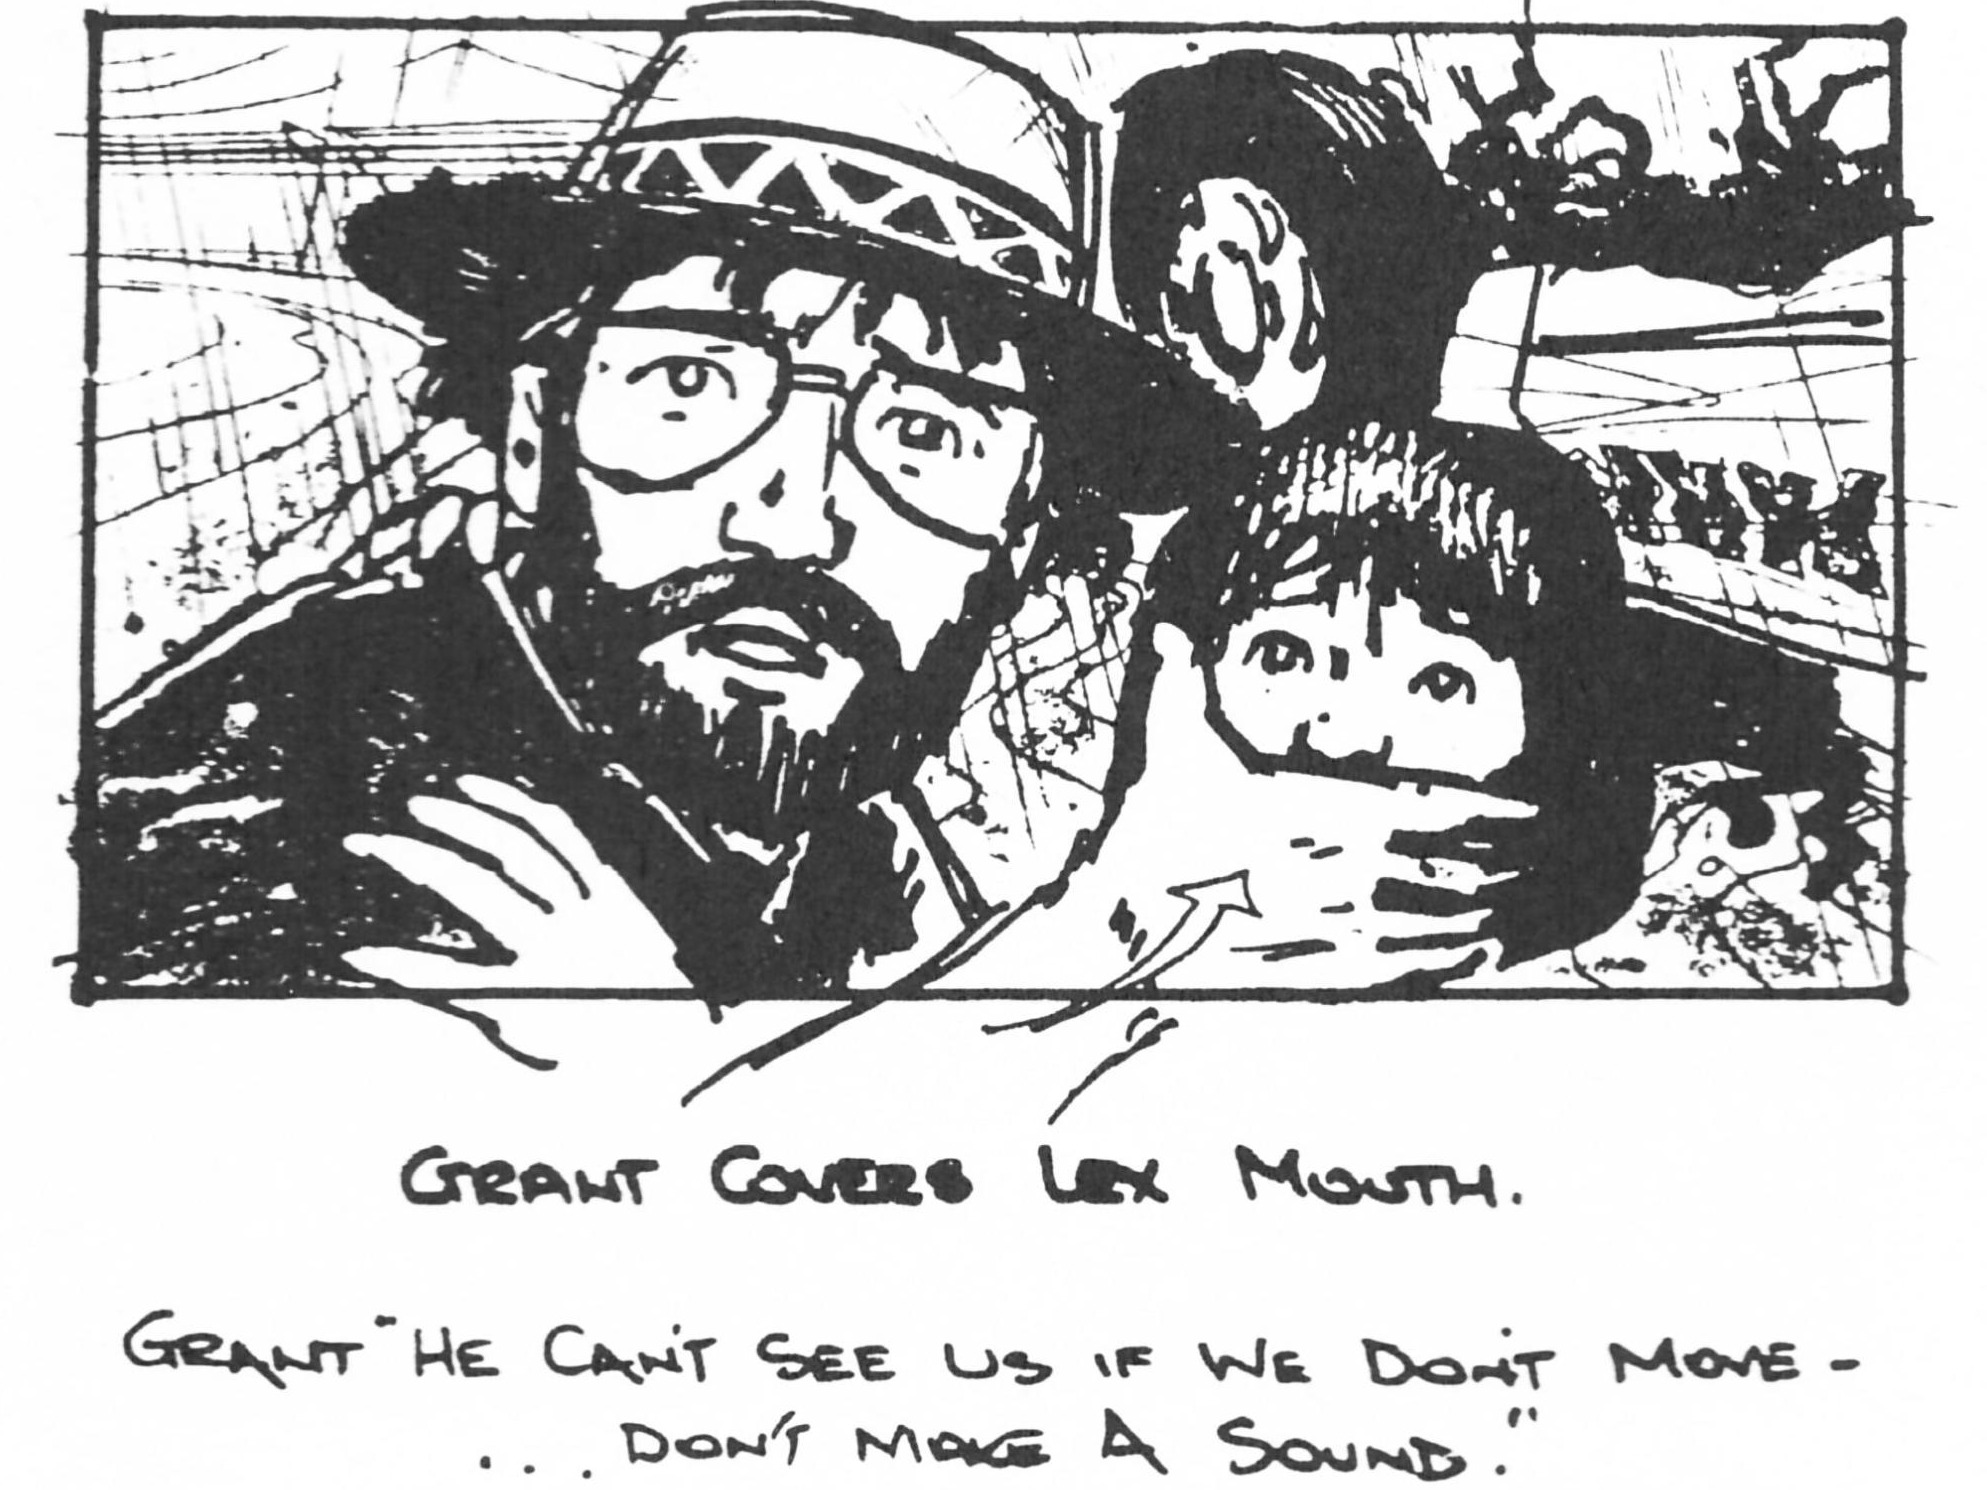 GRANT COVERS LEX MOUTH.
GRANT "HE CAN'T SEE US IF WE DON'T MOVE -
... DON'T MAKE A SOUND."